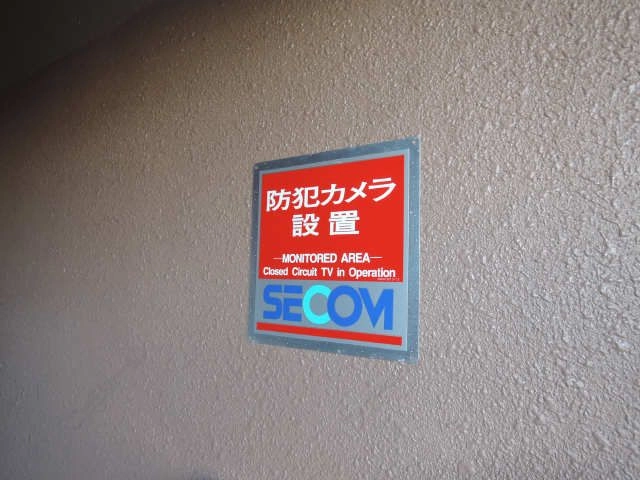 防犯カメラ
設置
—MONITORED AREA—
Closed Circuit TV in Operation
SECOM